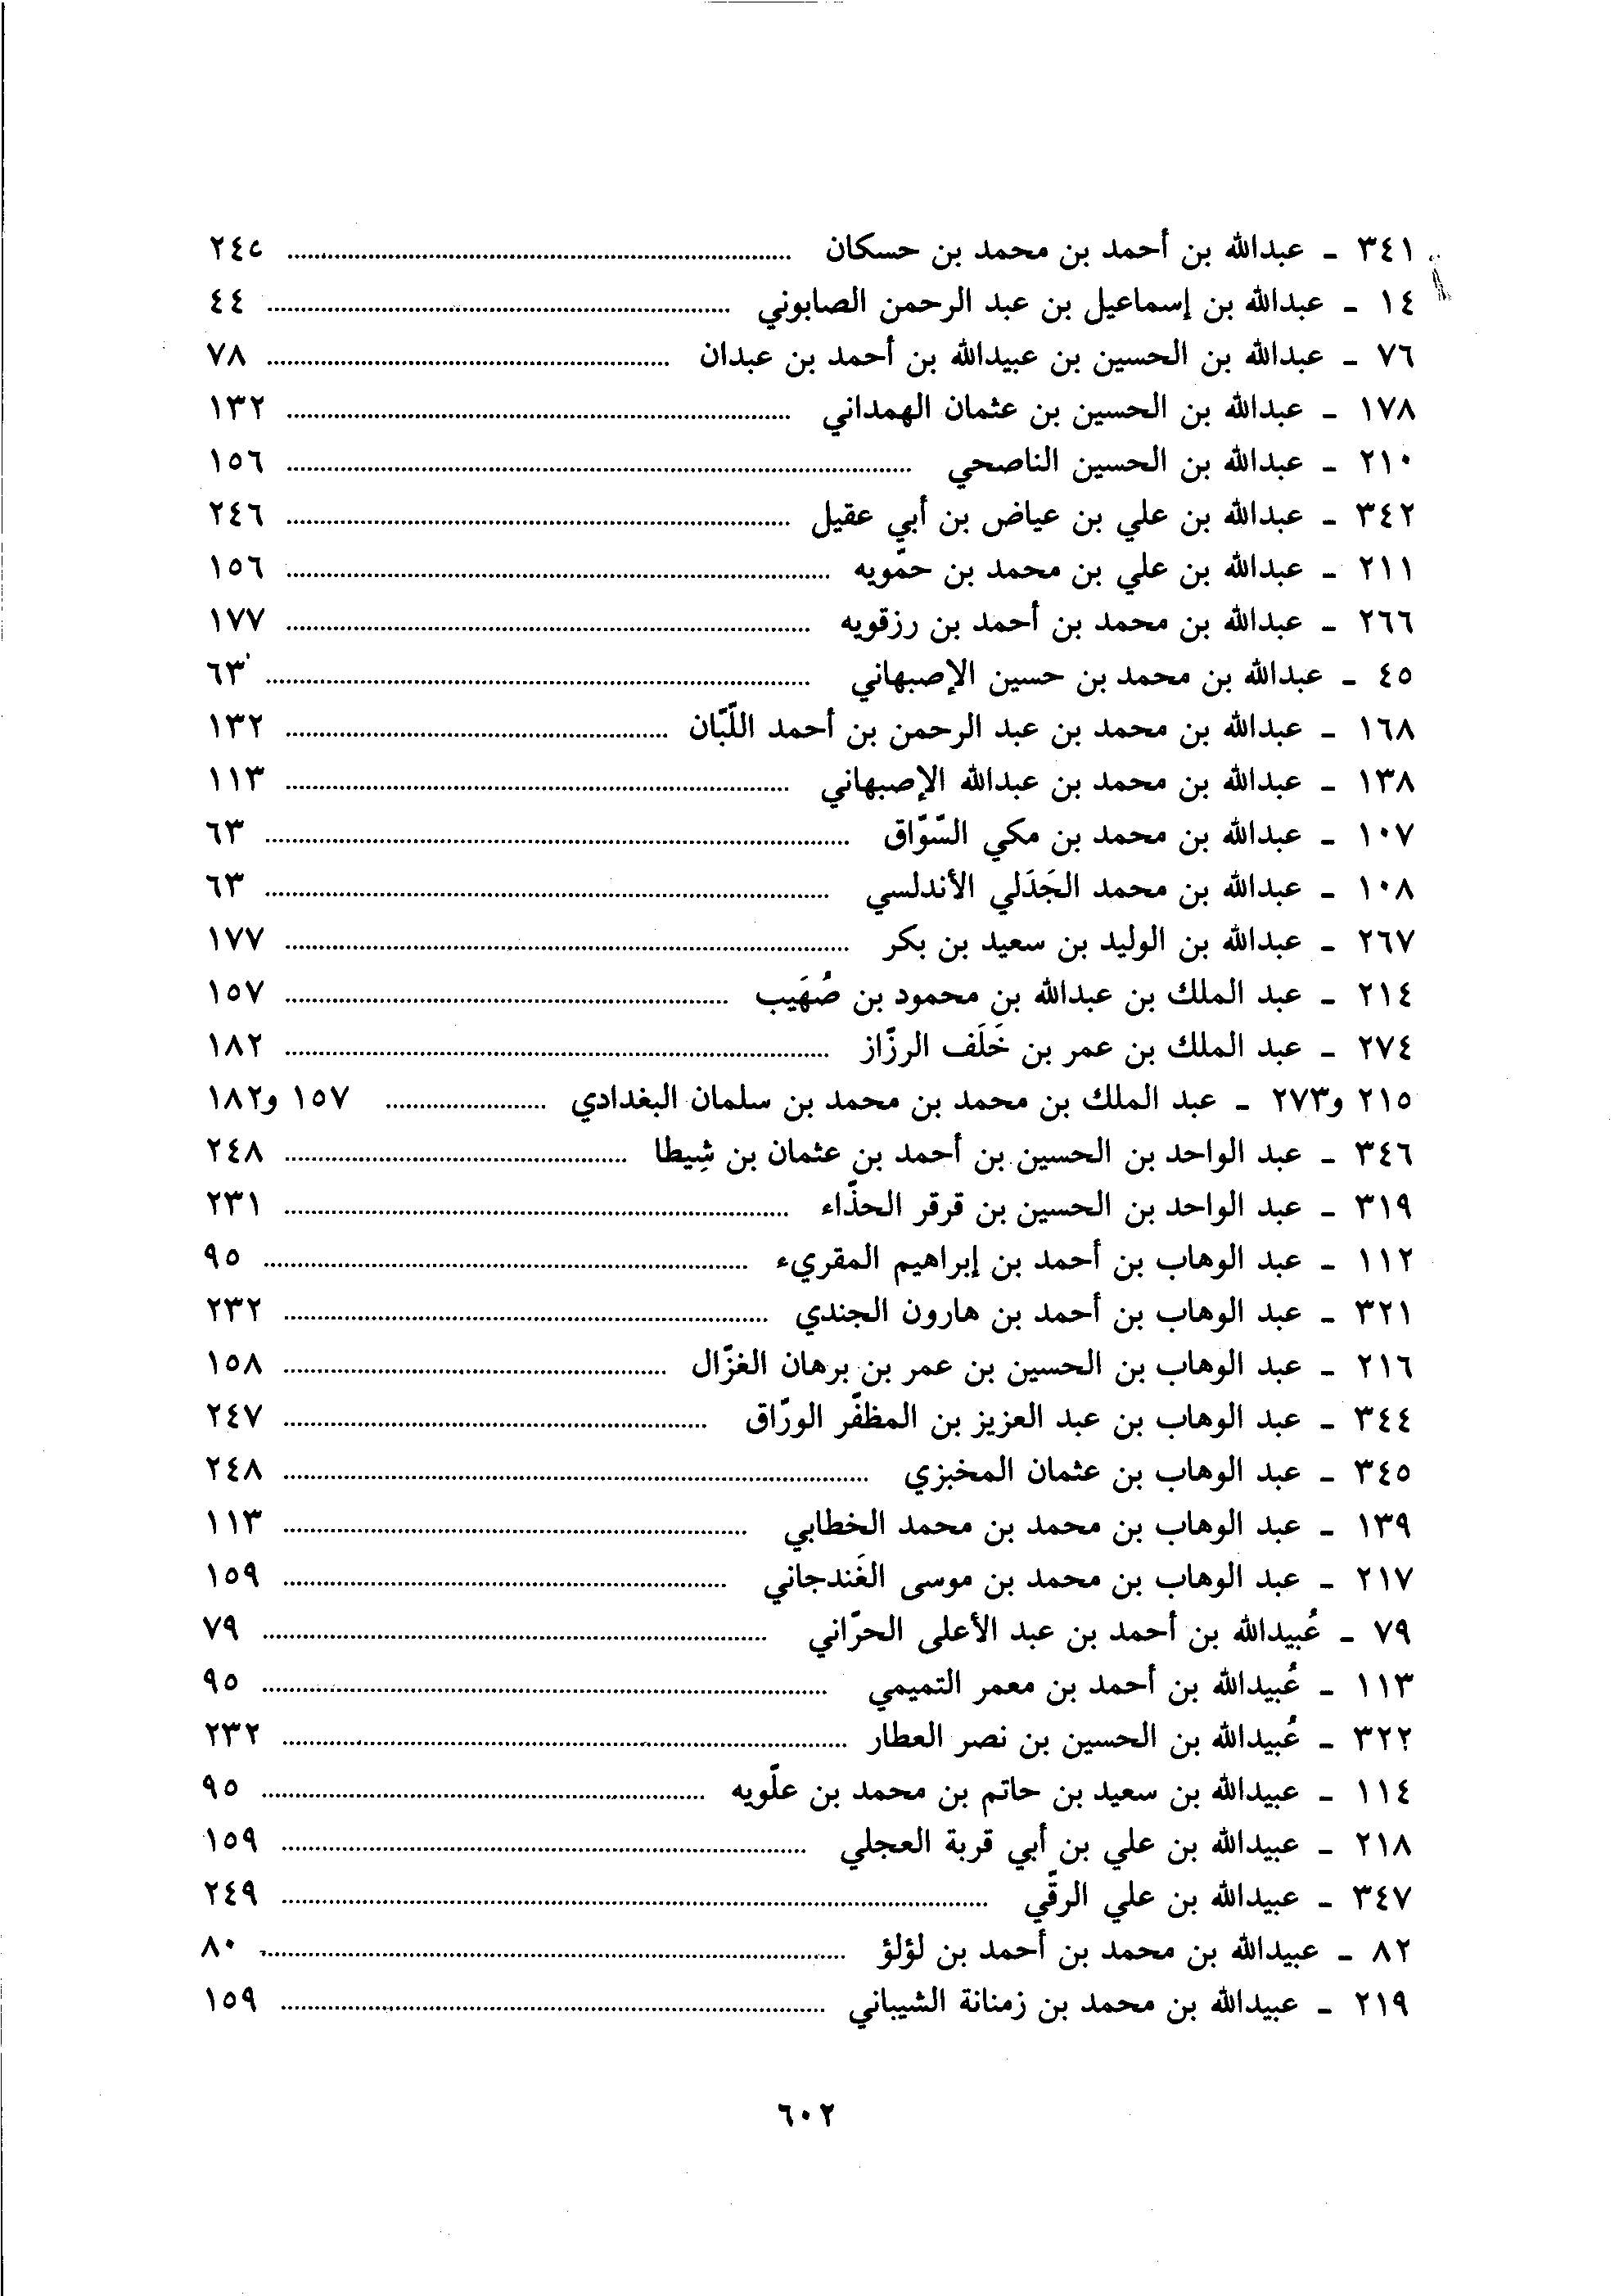 ٣٤١ - عبدالله بن أحمد بن محمد بن حسكان ........ ٢٤٥
١٤ - عبدالله بن إسماعيل بن عبد الرحمن الصابوني ........ ٤٤
٧٦ - عبدالله بن الحسين بن عبيدالله بن أحمد بن عبدان ........ ٧٨
١٧٨ - عبدالله بن الحسين بن عثمان الهمداني ........ ١٣٢
٢١٠ - عبدالله بن الحسين الناصحي ........ ١٥٦
٣٤٢ - عبدالله بن علي بن عياض بن أبي عقيل ........ ٢٤٦
٢١١ - عبدالله بن علي بن محمد بن حمّويه ........ ١٥٦
٢٦٦ - عبدالله بن محمد بن أحمد بن رزقويه ........ ١٧٧
٤٥ - عبدالله بن محمد بن حسين الإصبهاني ........ ٦٣
١٦٨ - عبدالله بن محمد بن عبد الرحمن بن أحمد اللّبّان ........ ١٣٢
١٣٨ - عبدالله بن محمد بن عبدالله الإصبهاني ........ ١١٣
١٠٧ - عبدالله بن محمد بن مكي السّوّاق ........ ٦٣
١٠٨ - عبدالله بن محمد الجَدَلي الأندلسي ........ ٦٣
٢٦٧ - عبدالله بن الوليد بن سعيد بن بكر ........ ١٧٧
٢١٤ - عبد الملك بن عبدالله بن محمود بن صُهَيب ........ ١٥٧
٢٧٤ - عبد الملك بن عمر بن خَلَف الرزّاز ........ ١٨٢
٢١٥ و٢٧٣ - عبد الملك بن محمد بن محمد بن سلمان البغدادي ........ ١٥٧ و١٨٢
٣٤٦ - عبد الواحد بن الحسين بن أحمد بن عثمان بن شِيطا ........ ٢٤٨
٣١٩ - عبد الواحد بن الحسين بن قرقر الحذّاء ........ ٢٣١
١١٢ - عبد الوهاب بن أحمد بن إبراهيم المقريء ........ ٩٥
٣٢١ - عبد الوهاب بن أحمد بن هارون الجندي ........ ٢٣٢
٢١٦ - عبد الوهاب بن الحسين بن عمر بن برهان الغزّال ........ ١٥٨
٣٤٤ - عبد الوهاب بن عبد العزيز بن المظفّر الورّاق ........ ٢٤٧
٣٤٥ - عبد الوهاب بن عثمان المخبزي ........ ٢٤٨
١٣٩ - عبد الوهاب بن محمد بن محمد الخطابي ........ ١١٣
٢١٧ - عبد الوهاب بن محمد بن موسى الغَندجاني ........ ١٥٩
٧٩ - عُبيدالله بن أحمد بن عبد الأعلى الحرّاني ........ ٧٩
١١٣ - عُبيدالله بن أحمد بن معمر التميمي ........ ٩٥
٣٢٢ - عُبيدالله بن الحسين بن نصر العطار ........ ٢٣٢
١١٤ - عبيدالله بن سعيد بن حاتم بن محمد بن علّويه ........ ٩٥
٢١٨ - عبيدالله بن علي بن أبي قربة العجلي ........ ١٥٩
٣٤٧ - عبيدالله بن علي الرقّي ........ ٢٤٩
٨٢ - عبيدالله بن محمد بن أحمد بن لؤلؤ ........ ٨٠
٢١٩ - عبيدالله بن محمد بن زمنانة الشيباني ........ ١٥٩
٦٠٢